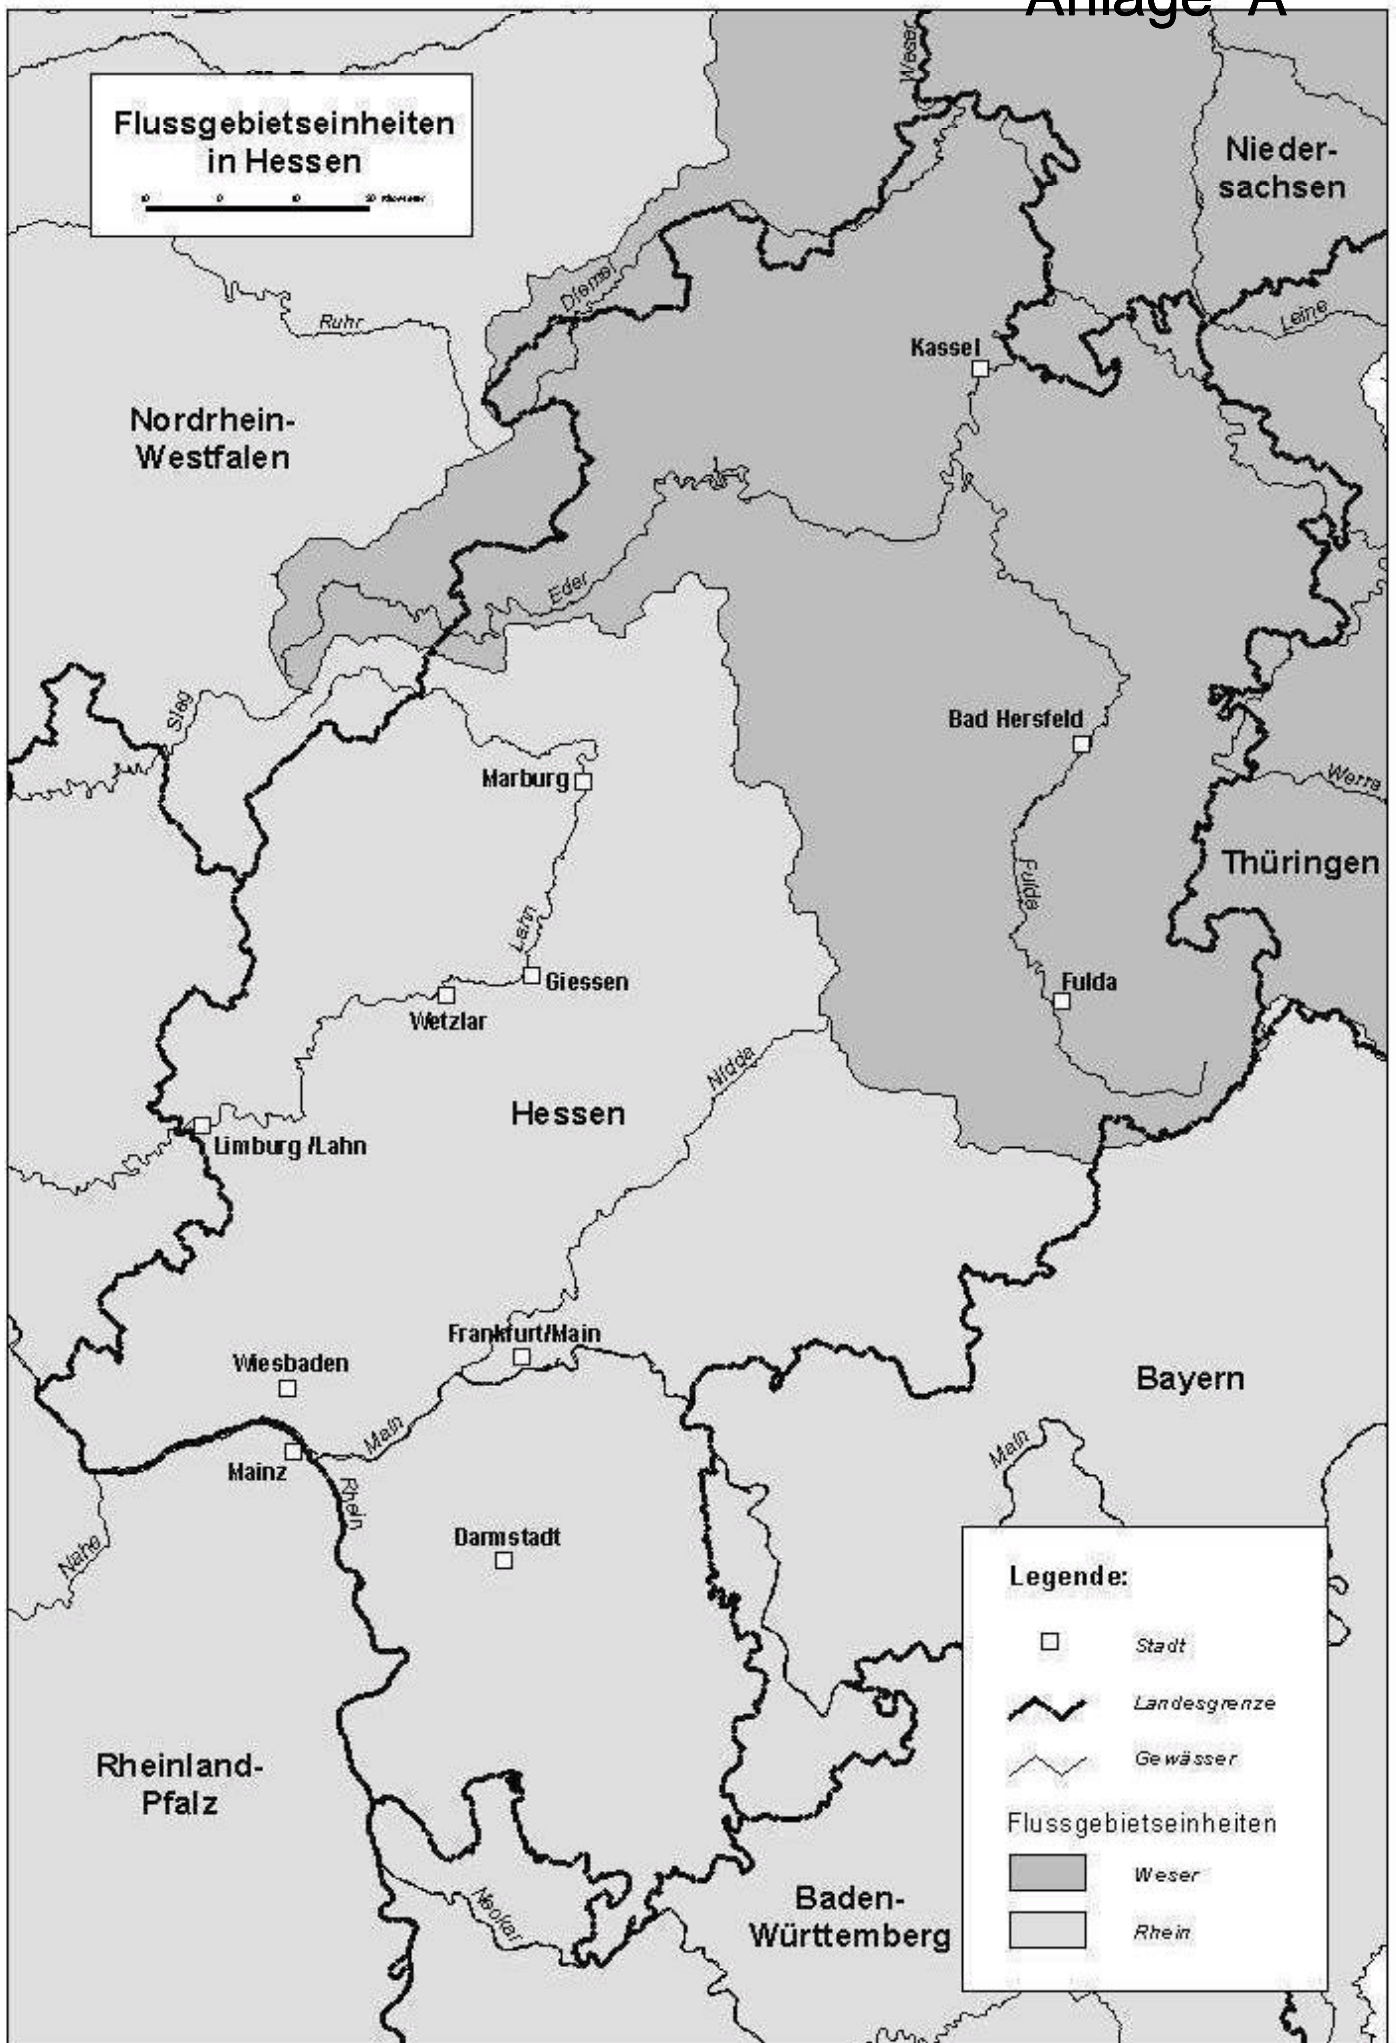 Anlage A
Weser
Flussgebietseinheiten
in Hessen
Nieder-
sachsen
Diemel
Ruhr
Leine
Kassel
Nordrhein-
Westfalen
Eder
Sieg
Bad Hersfeld
Marburg
Werra
Thüringen
Fulda
Lahn
Giessen
Fulda
Wetzlar
Nidda
Hessen
Limburg /Lahn
Frankfurt/Main
Wiesbaden
Bayern
Main
Main
Mainz
Rhein
Darmstadt
Nahe
Legende:
Stadt
Landesgrenze
Gewässer
Rheinland-
Pfalz
Flussgebietseinheiten
Weser
Baden-
Württemberg
Neckar
Rhein